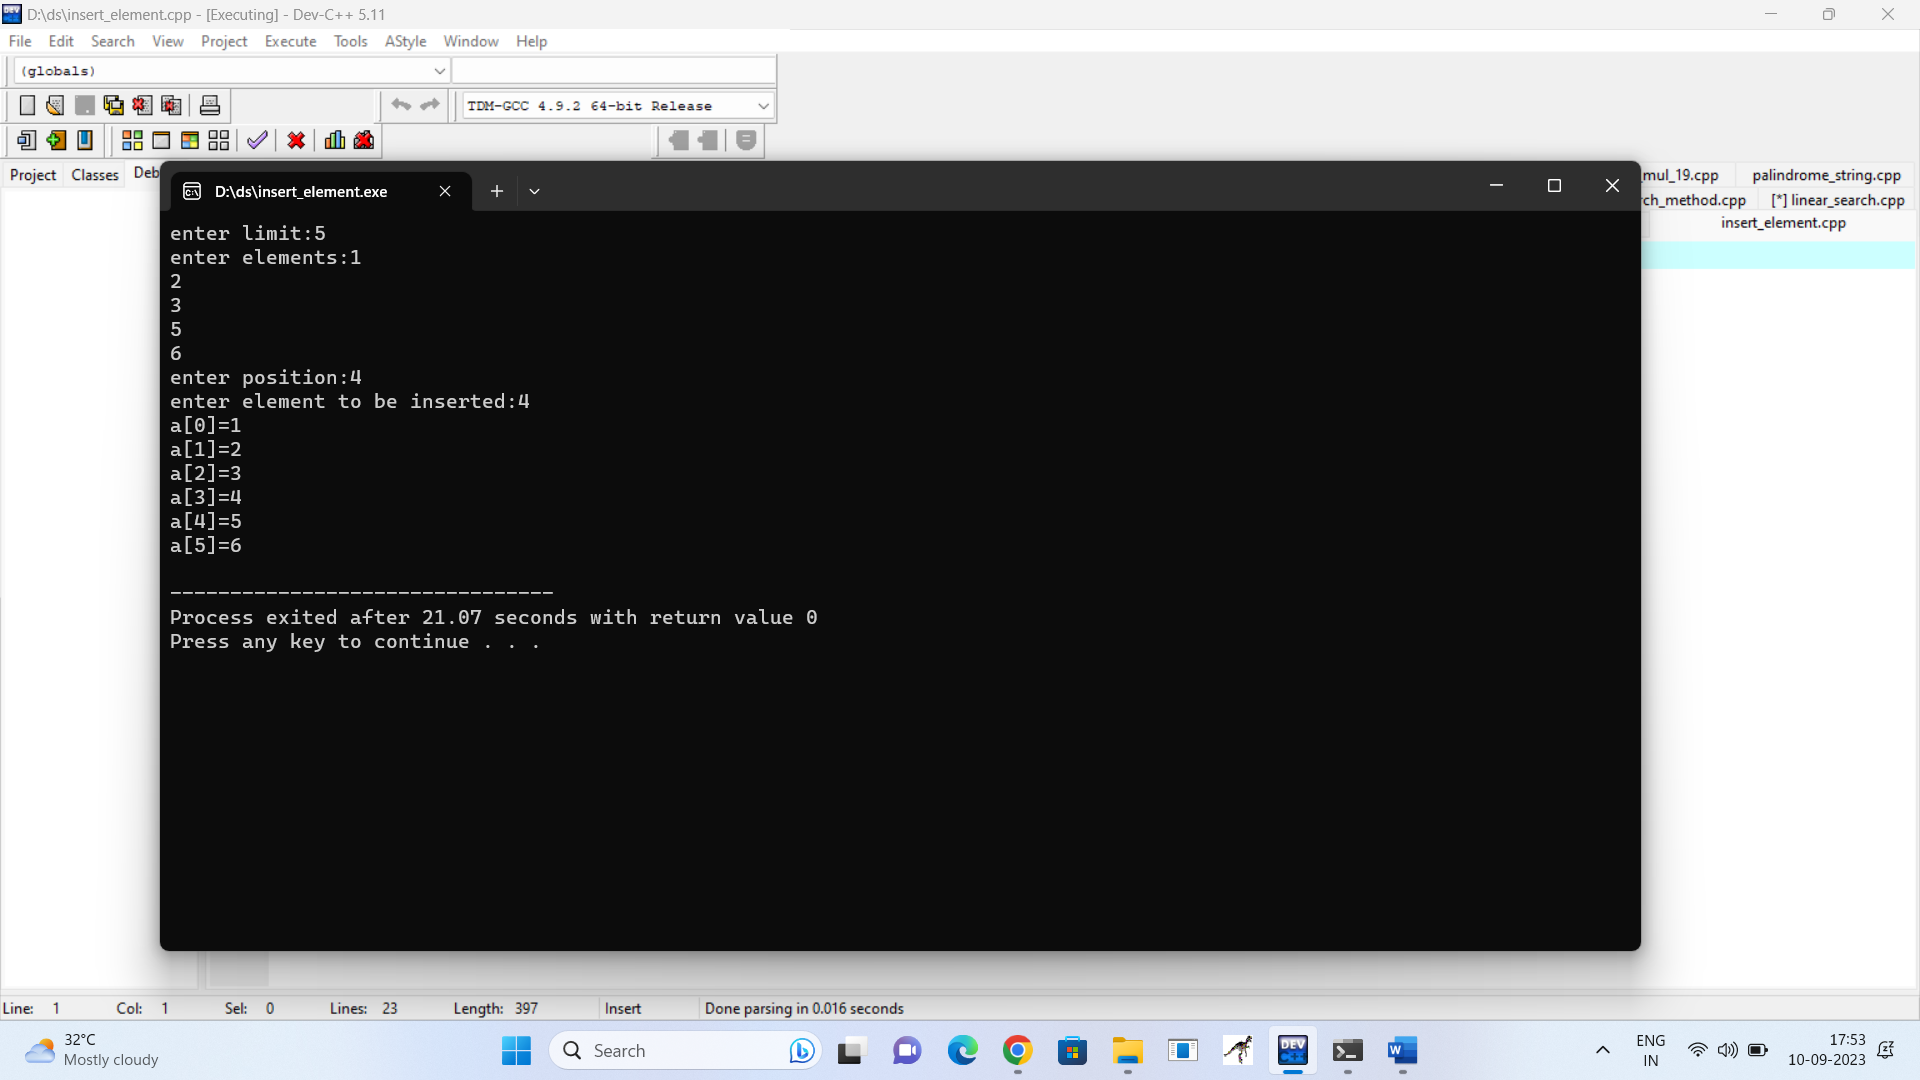 D:\ds\insert_element.cpp - [Executing] - Dev-C++ 5.11
File Edit Search View Project Execute Tools AStyle Window Help
(globals)
TDM-GCC 4.9.2 64-bit Release
Project Classes Deb
mul_19.cpp palindrome_string.cpp
rch_method.cpp [*] linear_search.cpp
insert_element.cpp
D:\ds\insert_element.exe
enter limit:5
enter elements:1
2
3
5
6
enter position:4
enter element to be inserted:4
a[0]=1
a[1]=2
a[2]=3
a[3]=4
a[4]=5
a[5]=6
--------------------------------
Process exited after 21.07 seconds with return value 0
Press any key to continue . . .
Line: 1 Col: 1 Sel: 0 Lines: 23 Length: 397 Insert Done parsing in 0.016 seconds
32°C
Mostly cloudy
Search
DEV
C++
W
ENG
IN
17:53
10-09-2023